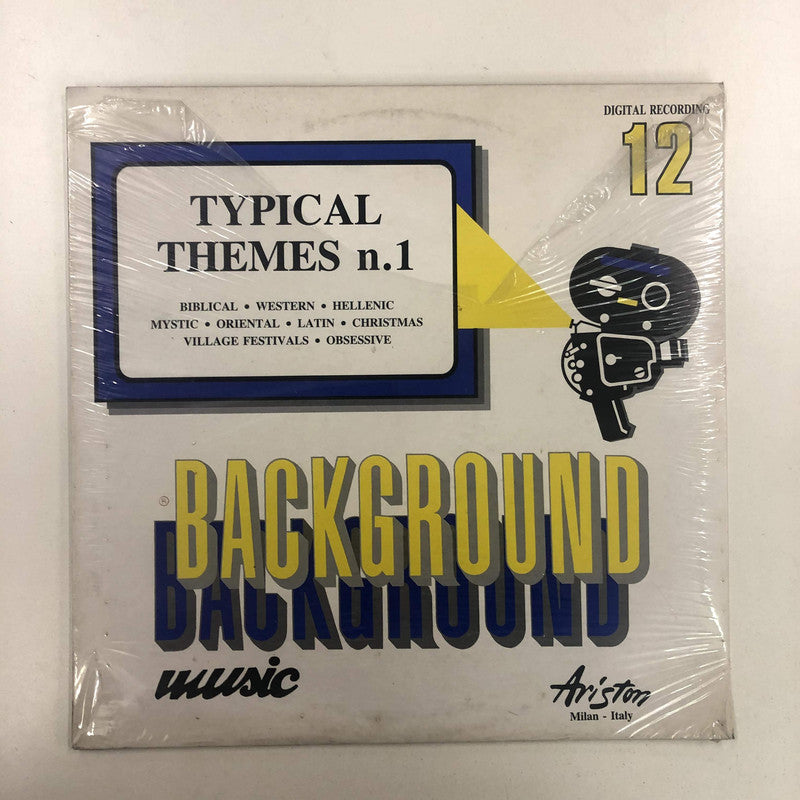 DIGITAL RECORDING
12
TYPICAL
THEMES n.1
BIBLICAL • WESTERN • HELLENIC
MYSTIC • ORIENTAL • LATIN • CHRISTMAS
VILLAGE FESTIVALS • OBSESSIVE
® BACKGROUND
BACKGROUND
music
Ariston
Milan - Italy